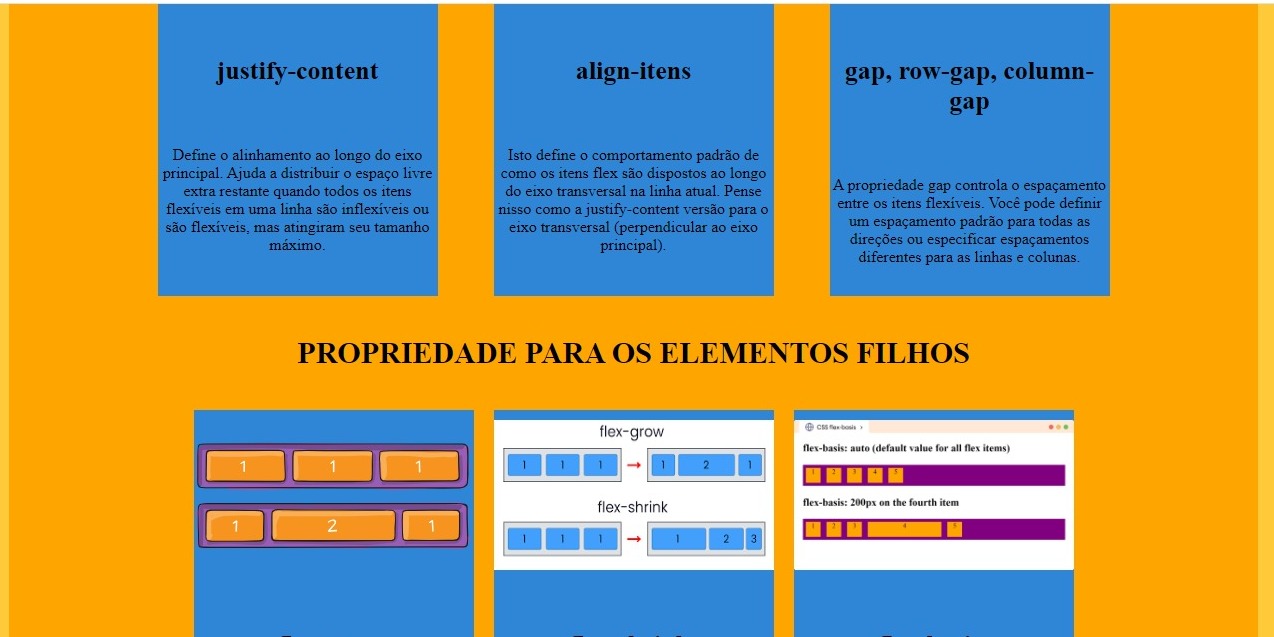 justify-content
Define o alinhamento ao longo do eixo
principal. Ajuda a distribuir o espaço livre
extra restante quando todos os itens
flexíveis em uma linha são inflexíveis ou
são flexíveis, mas atingiram seu tamanho
máximo.
align-itens
Isto define o comportamento padrão de
como os itens flex são dispostos ao longo
do eixo transversal na linha atual. Pense
nisso como a justify-content versão para o
eixo transversal (perpendicular ao eixo
principal).
gap, row-gap, column-
gap
A propriedade gap controla o espaçamento
entre os itens flexíveis. Você pode definir
um espaçamento padrão para todas as
direções ou especificar espaçamentos
diferentes para as linhas e colunas.
PROPRIEDADE PARA OS ELEMENTOS FILHOS
1 1 1
1 2 1
flex-grow
1 1 1 1 2 1
flex-shrink
1 1 1 1 2 3
CSS flex-basis
flex-basis: auto (default value for all flex items)
1 2 3 4 5
flex-basis: 200px on the fourth item
1 2 3 4 5